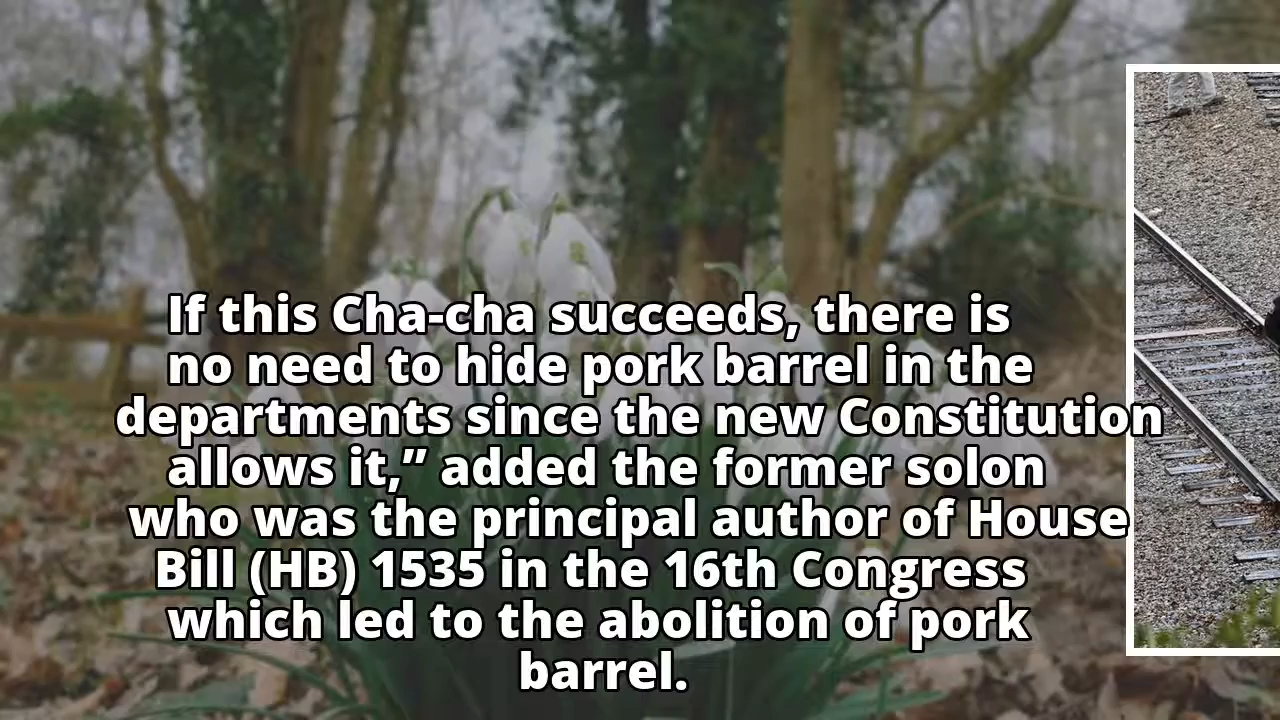 If this Cha-cha succeeds, there is
no need to hide pork barrel in the
departments since the new Constitution
allows it,” added the former solon
who was the principal author of House
Bill (HB) 1535 in the 16th Congress
which led to the abolition of pork
barrel.